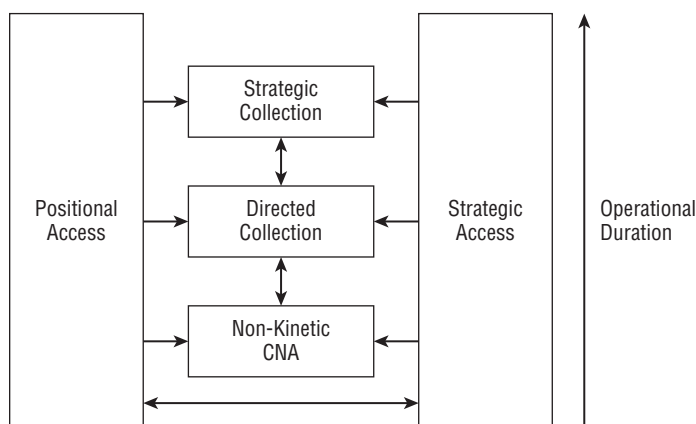 Strategic
Collection
Positional
Access
Directed
Collection
Strategic
Access
Operational
Duration
Non-Kinetic
CNA